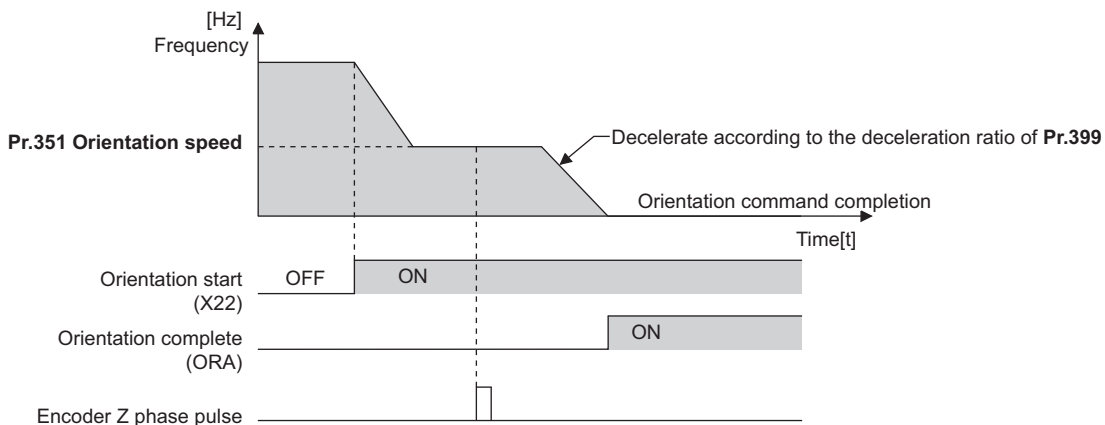 [Hz]
Frequency
Pr.351 Orientation speed
Decelerate according to the deceleration ratio of Pr.399
Orientation command completion
Time[t]
Orientation start
(X22)
OFF
ON
Orientation complete
(ORA)
ON
Encoder Z phase pulse